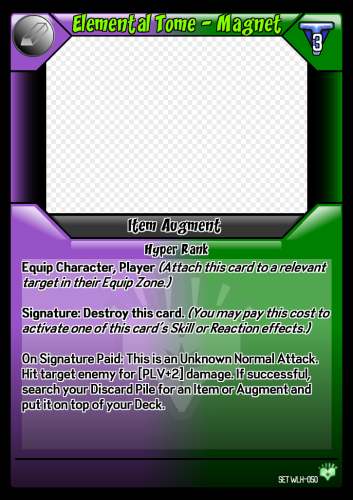 Elemental Tome - Magnet
3
Item Augment
Hyper Rank
Equip Character, Player (Attach this card to a relevant
target in their Equip Zone.)
Signature: Destroy this card. (You may pay this cost to
activate one of this card's Skill or Reaction effects.)
On Signature Paid: This is an Unknown Normal Attack.
Hit target enemy for [PLV+2] damage. If successful,
search your Discard Pile for an Item or Augment and
put it on top of your Deck.
SET WLH-050